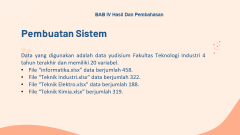 BAB IV Hasil Dan Pembahasan
Pembuatan Sistem
Data yang digunakan adalah data yudisium Fakultas Teknologi Industri 4
tahun terakhir dan memiliki 20 variabel.
• File "Informatika.xlsx" data berjumlah 458.
• File "Teknik Industri.xlsx" data berjumlah 322.
• File "Teknik Elektro.xlsx" data berjumlah 188.
• File "Teknik Kimia.xlsx" berjumlah 319.